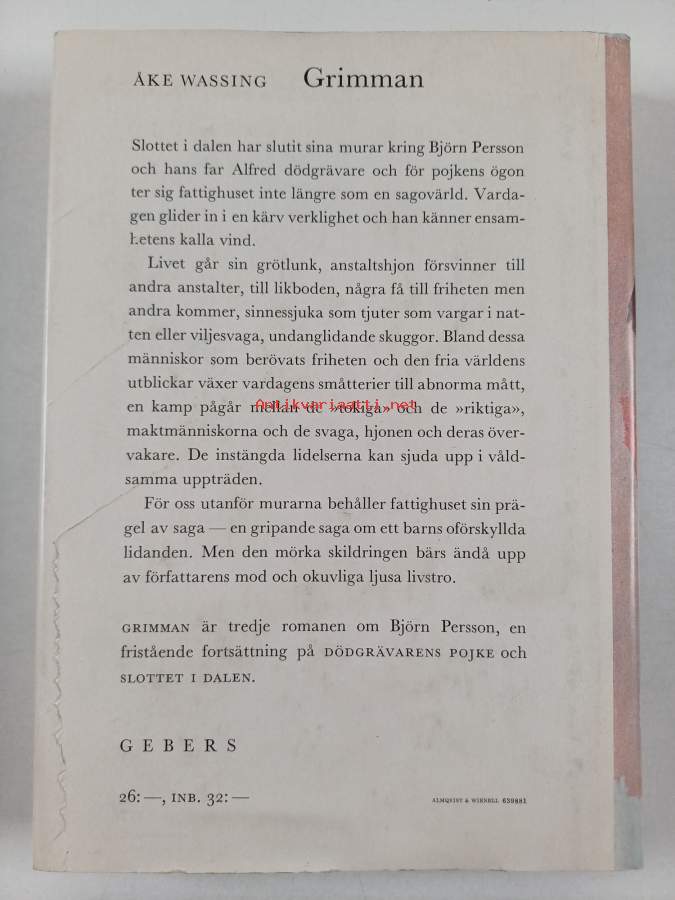 ÅKE WASSING Grimman
Slottet i dalen har slutit sina murar kring Björn Persson
och hans far Alfred dödgrävare och för pojkens ögon
ter sig fattighuset inte längre som en sagovärld. Varda-
gen glider in i en kärv verklighet och han känner ensam-
hetens kalla vind.
Livet går sin grötlunk, anstaltshjon försvinner till
andra anstalter, till likboden, några få till friheten men
andra kommer, sinnessjuka som tjuter som vargar i nat-
ten eller viljesvaga, undanglidande skuggor. Bland dessa
människor som berövats friheten och den fria världens
utblickar växer vardagens småtterier till abnorma mått,
en kamp pågår mellan de »tokiga» och de »riktiga»,
Antikvariaatti.net
maktmänniskorna och de svaga, hjonen och deras över-
vakare. De instängda lidelserna kan sjuda upp i våld-
samma uppträden.
För oss utanför murarna behåller fattighuset sin prä-
gel av saga — en gripande saga om ett barns oförskyllda
lidanden. Men den mörka skildringen bärs ändå upp
av författarens mod och okuvliga ljusa livstro.
GRIMMAN är tredje romanen om Björn Persson, en
fristående fortsättning på DÖDGRÄVARENS POJKE och
SLOTTET I DALEN.
GEBERS
26: —, INB. 32: —
ALMQVIST & WIKSELL 639881